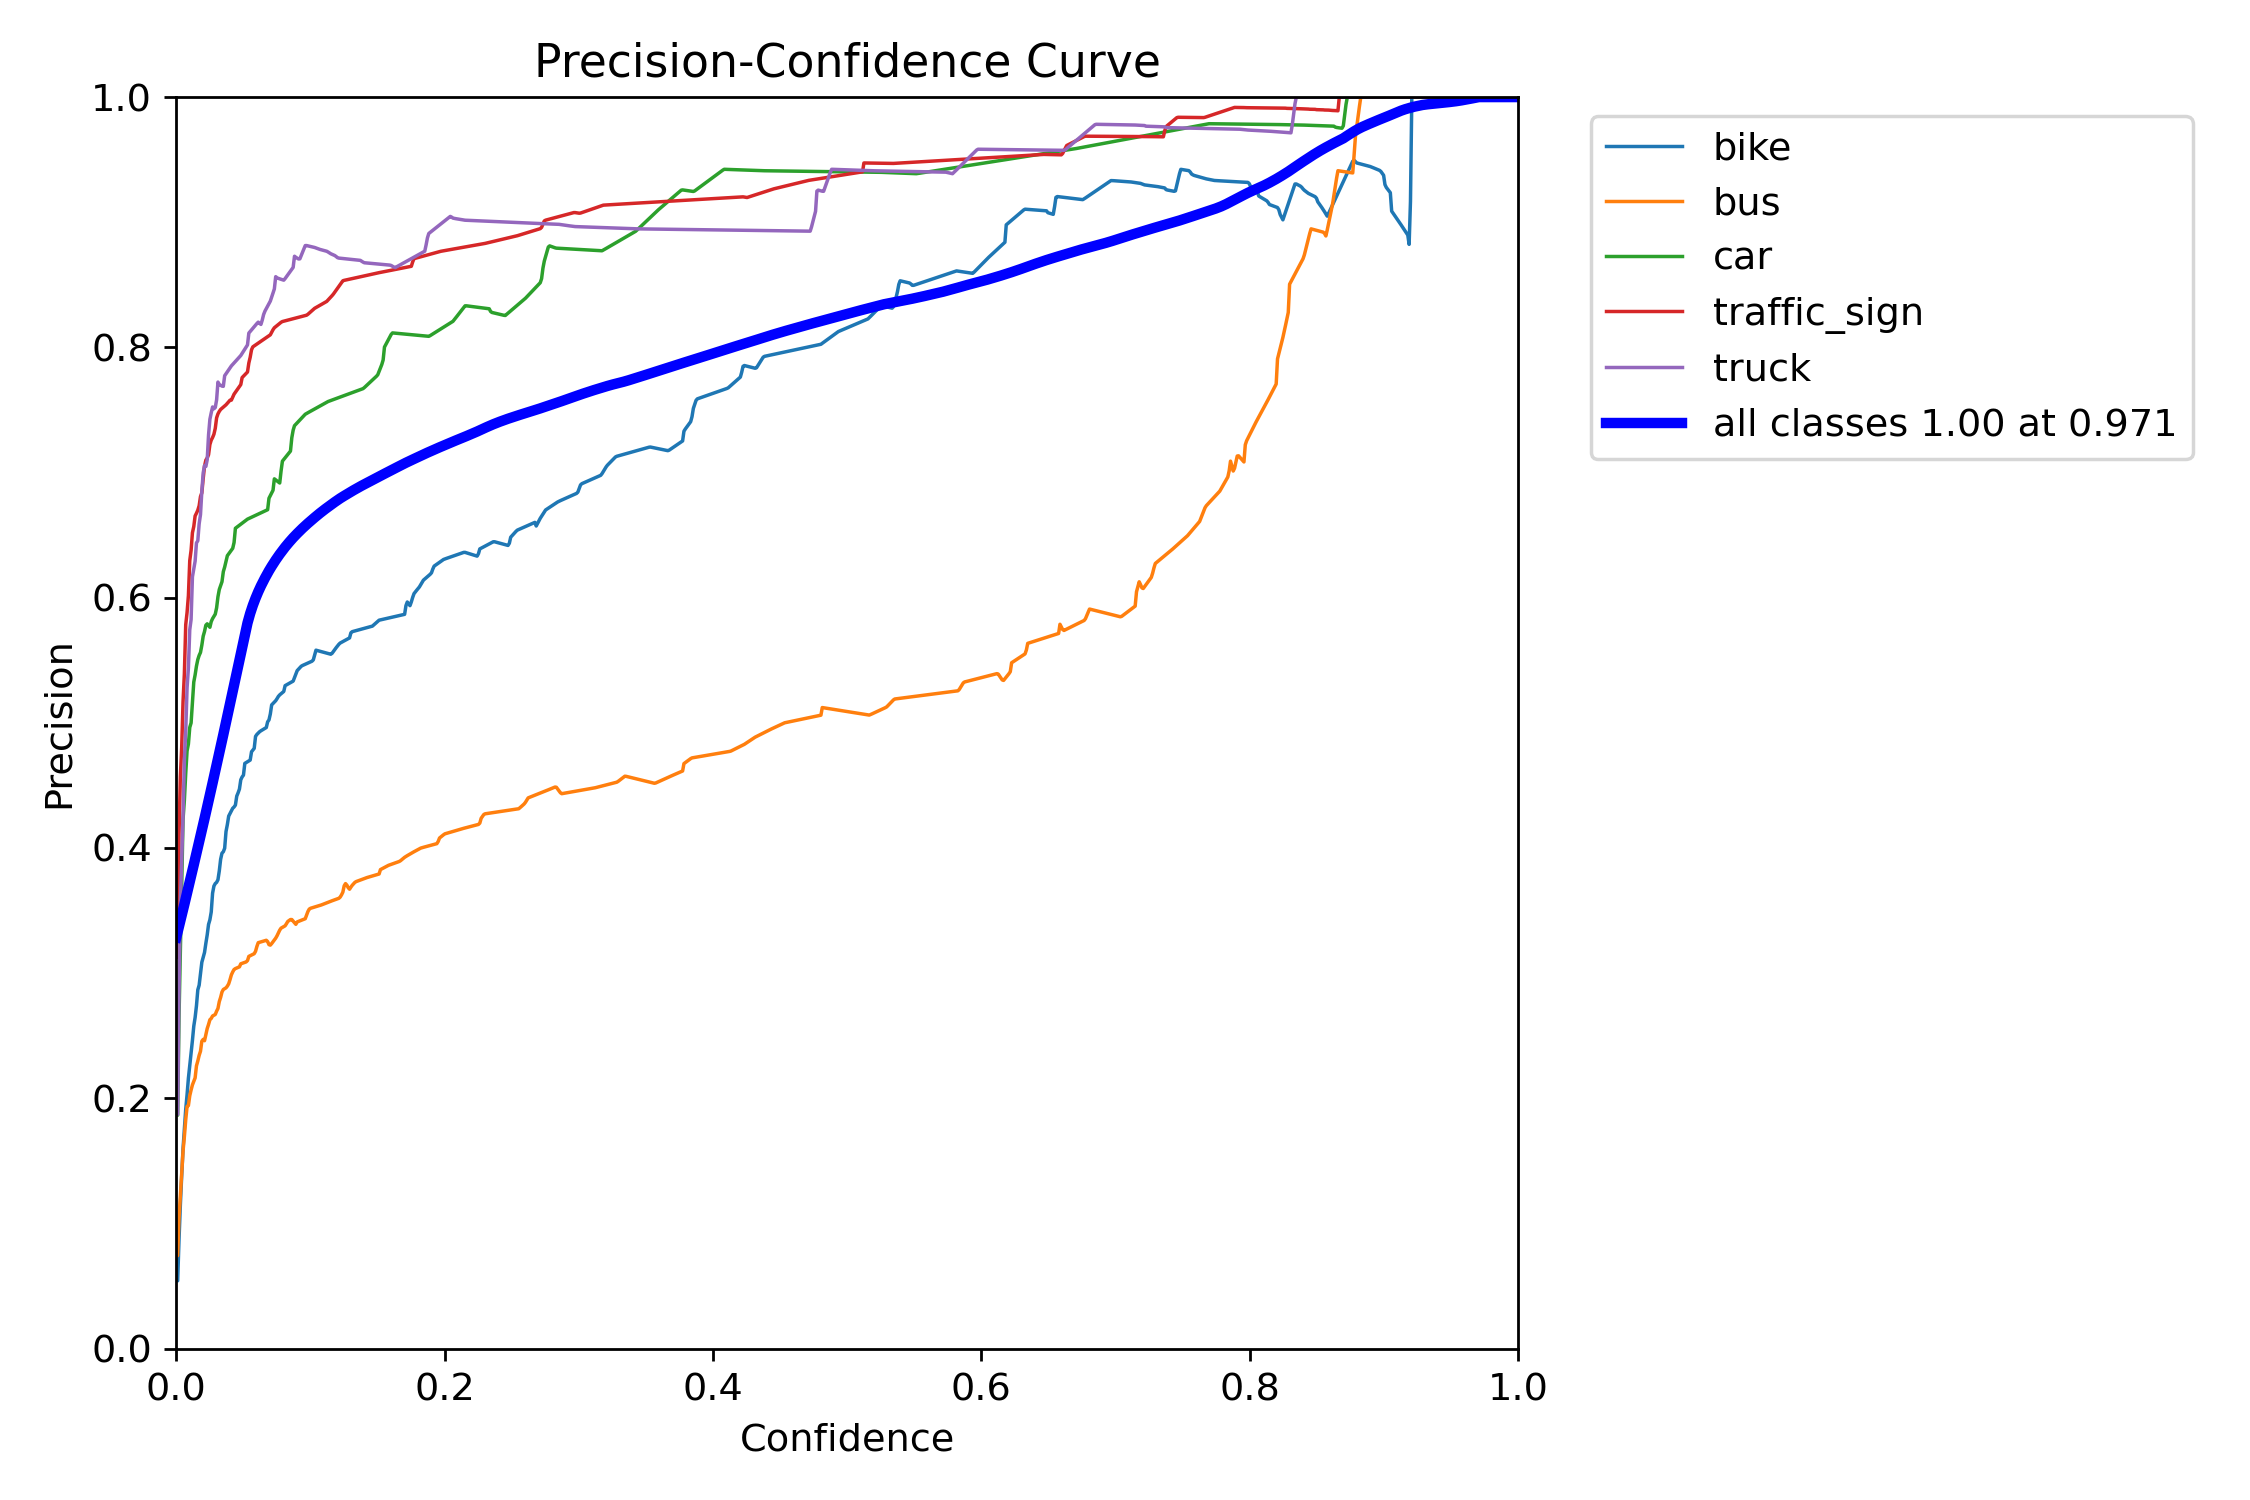 Precision-Confidence Curve
1.0
0.8
0.6
0.4
0.2
0.0
Precision
0.0 0.2 0.4 0.6 0.8 1.0
Confidence
bike
bus
car
traffic_sign
truck
all classes 1.00 at 0.971